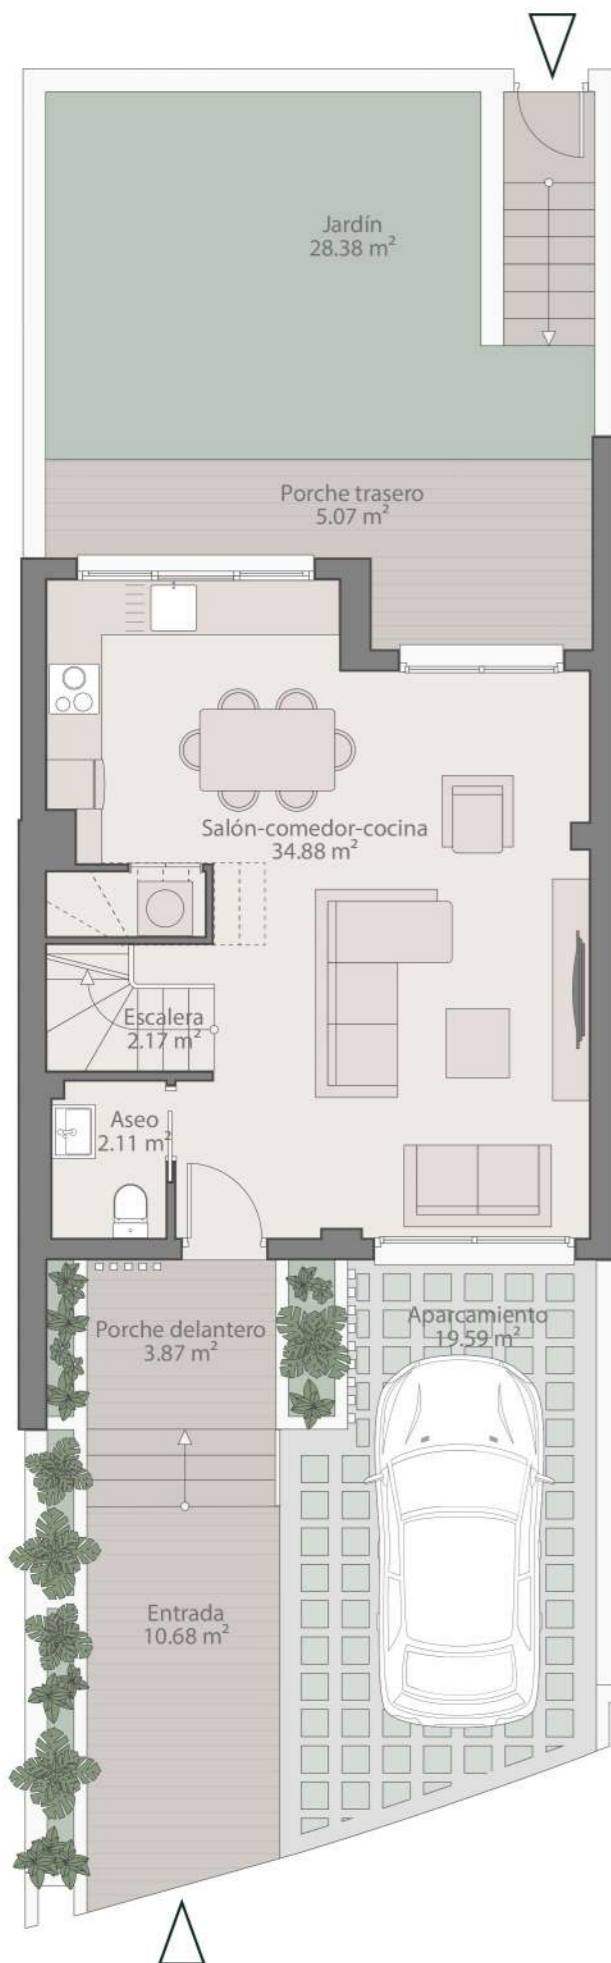 Jardín
28.38 m²
Porche trasero
5.07 m²
Salón-comedor-cocina
34.88 m²
Escalera
2.17 m²
Aseo
2.11 m²
Porche delantero
3.87 m²
Aparcamiento
19.59 m²
Entrada
10.68 m²